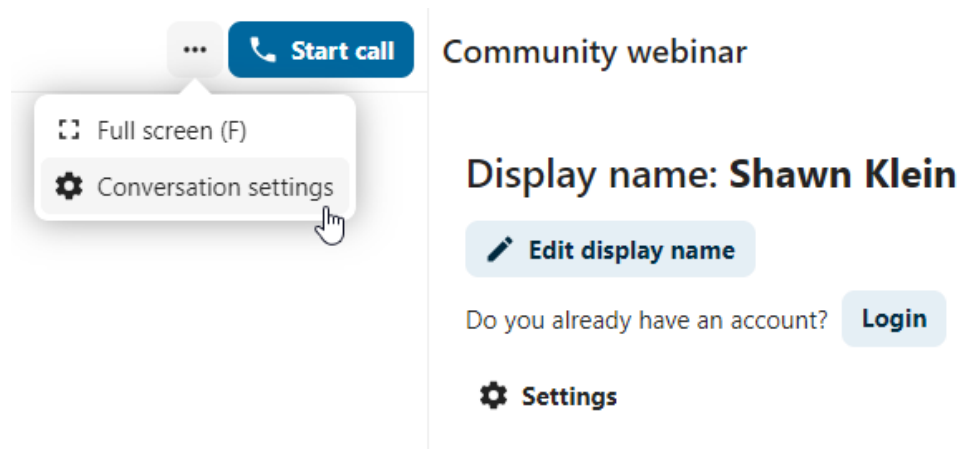 Start call
Community webinar
Full screen (F)
Conversation settings
Display name: Shawn Klein
Edit display name
Do you already have an account? Login
Settings